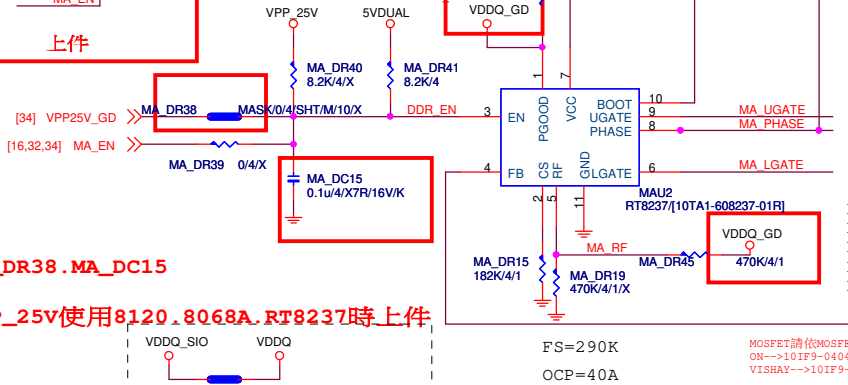 MA_EN
VPP_25V
5VDUAL
VDDQ_GD
上件
MA_DR40
8.2K/4/X
MA_DR41
8.2K/4
1
7
[34] VPP25V_GD
MA_DR38
MASK/0/4/SHT/M/10/X
DDR_EN
3
EN
PGOOD
VCC
BOOT
10
UGATE
9
MA_UGATE
PHASE
8
MA_PHASE
[16,32,34] MA_EN
MA_DR39
0/4/X
4
FB
CS
RF
GND
LGATE
6
MA_LGATE
MA_DC15
0.1u/4/X7R/16V/K
2
5
11
MAU2
RT8237/[10TA1-608237-01R]
VDDQ_GD
MA_RF
MA_DR15
182K/4/1
MA_DR19
470K/4/1/X
MA_DR45
470K/4/1
_DR38.MA_DC15
_25V使用8120.8068A.RT8237時上件
VDDQ_SIO
VDDQ
FS=290K
OCP=40A
MOSFET請依MOSFE
ON-->10IF9-0404
VISHAY-->10IF9-